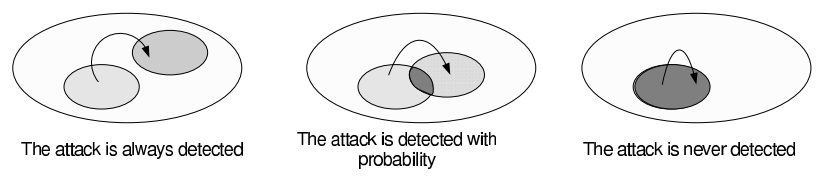 The attack is always detected
The attack is detected with
probability
The attack is never detected